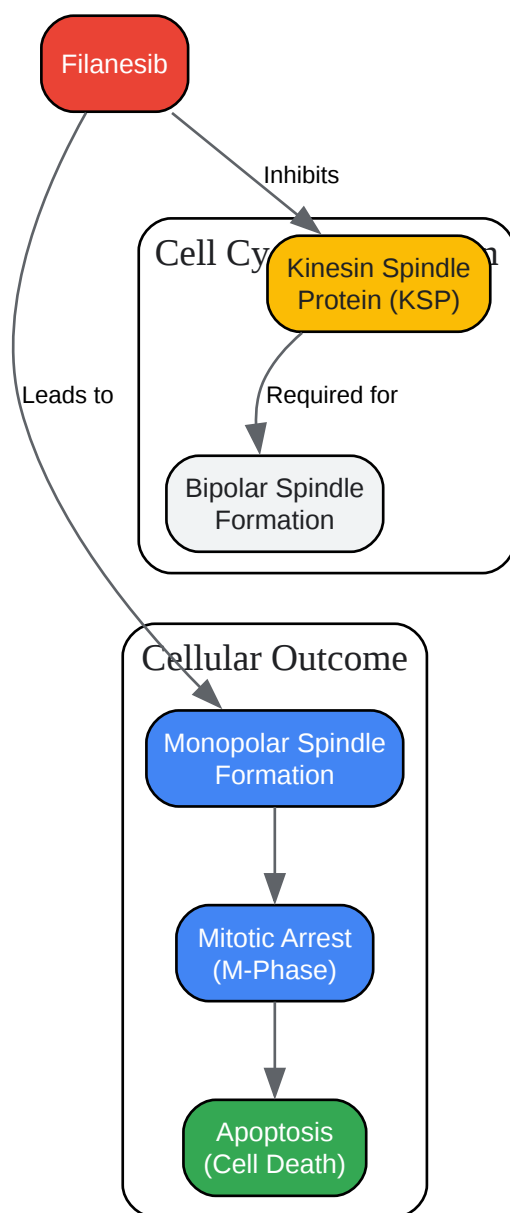 Filanesib
Inhibits
Cell Cy
Kinesin Spindle
Protein (KSP)
Leads to
Required for
Bipolar Spindle
Formation
Cellular Outcome
Monopolar Spindle
Formation
Mitotic Arrest
(M-Phase)
Apoptosis
(Cell Death)